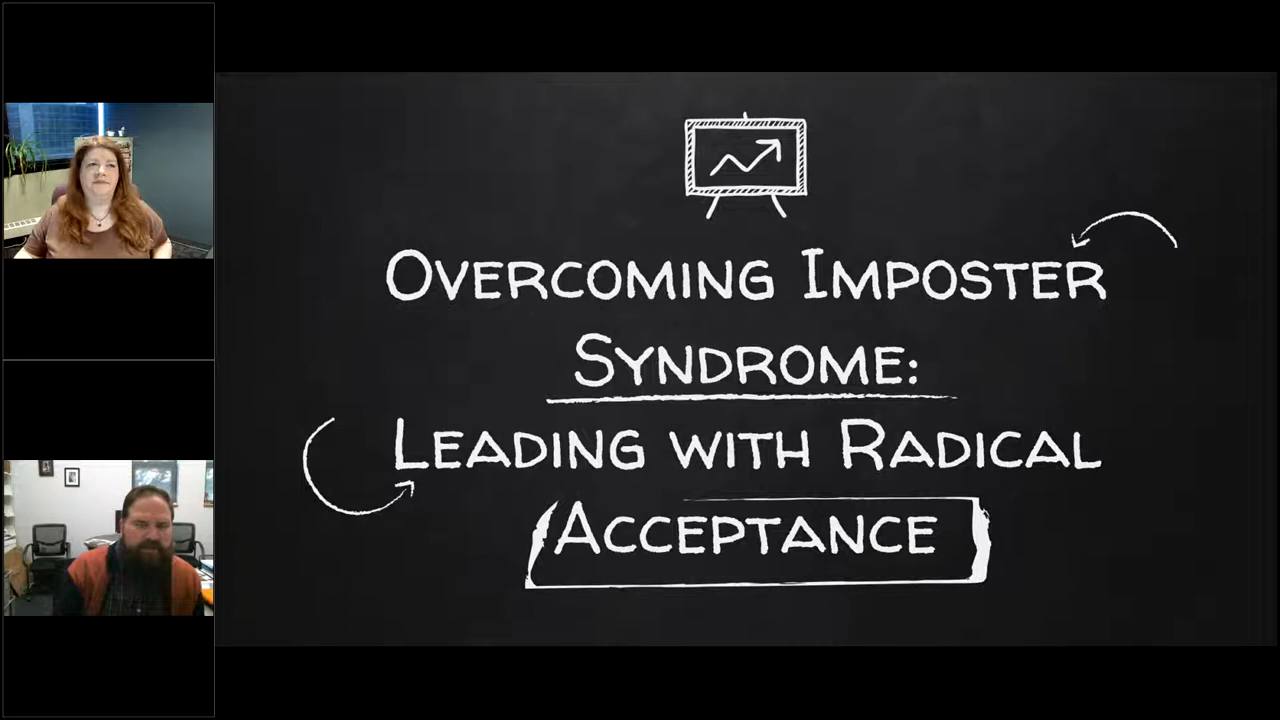 Overcoming Imposter
Syndrome:
Leading with Radical
Acceptance